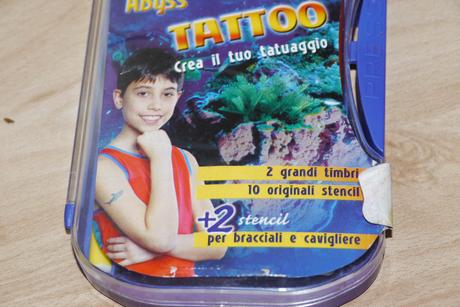 Abyss
TATTOO
Crea il tuo tatuaggio
2 grandi timbri
10 originali stencil
+2 stencil
per bracciali e cavigliere